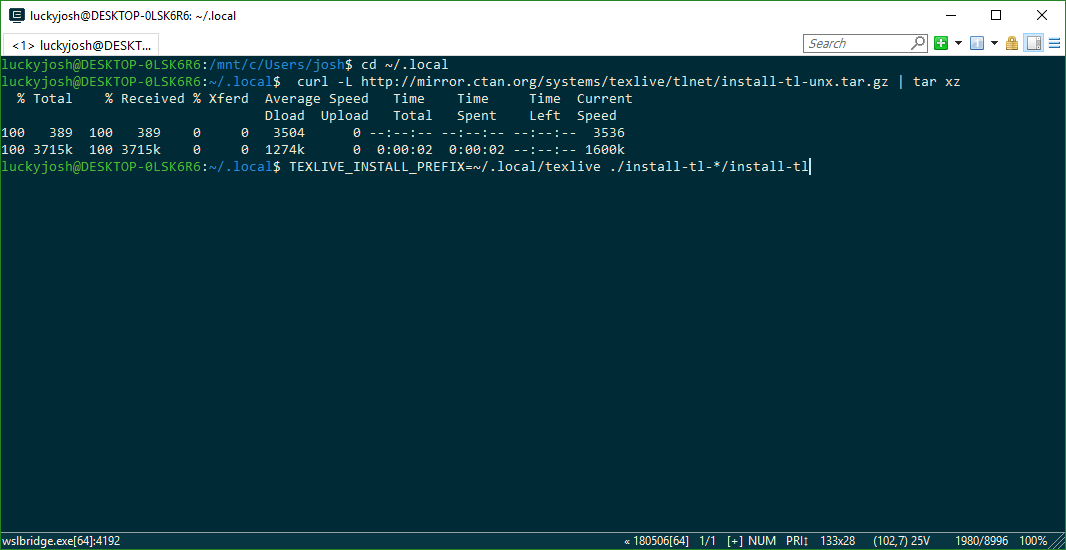 luckyjosh@DESKTOP-0LSK6R6: ~/.local
<1> luckyjosh@DESKT...
Search
luckyjosh@DESKTOP-0LSK6R6:/mnt/c/Users/josh$ cd ~/.local
luckyjosh@DESKTOP-0LSK6R6:~/.local$  curl -L http://mirror.ctan.org/systems/texlive/tlnet/install-tl-unx.tar.gz | tar xz
  % Total    % Received % Xferd  Average Speed   Time    Time     Time  Current
                                 Dload  Upload   Total   Spent    Left  Speed
100   389  100   389    0     0   3504      0 --:--:-- --:--:-- --:--:--  3536
100 3715k  100 3715k    0     0  1274k      0  0:00:02  0:00:02 --:--:-- 1600k
luckyjosh@DESKTOP-0LSK6R6:~/.local$ TEXLIVE_INSTALL_PREFIX=~/.local/texlive ./install-tl-*/install-tl
wslbridge.exe[64]:4192 « 180506[64] 1/1 [+] NUM PRI↕ 133x28 (102,7) 25V 1980/8996 100%